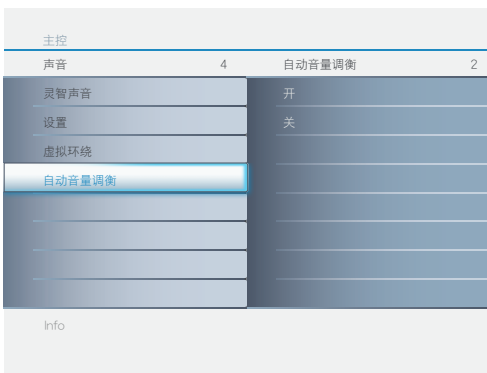 主控
声音 4 自动音量调衡 2
灵智声音 开
设置 关
虚拟环绕
自动音量调衡
Info